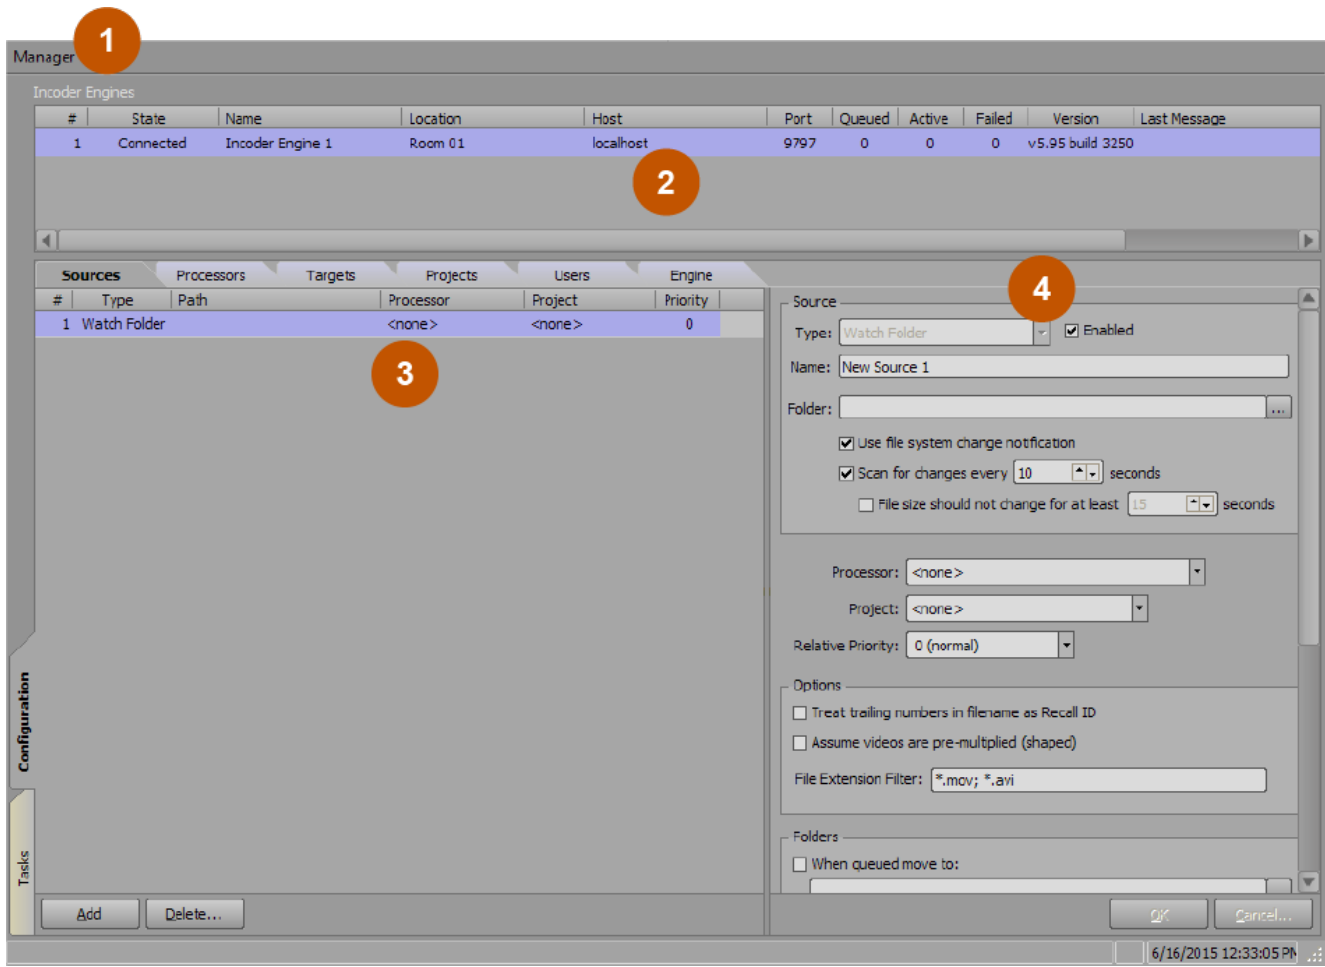 1
Manager
Incoder Engines
# State Name Location Host Port Queued Active Failed Version Last Message
1 Connected Incoder Engine 1 Room 01 localhost 9797 0 0 0 v5.95 build 3250
2
Sources Processors Targets Projects Users Engine
# Type Path Processor Project Priority
1 Watch Folder <none> <none> 0
3
4
Source
Type: Watch Folder Enabled
Name: New Source 1
Folder: ...
Use file system change notification
Scan for changes every 10 seconds
File size should not change for at least 15 seconds
Processor: <none>
Project: <none>
Relative Priority: 0 (normal)
Options
Treat trailing numbers in filename as Recall ID
Assume videos are pre-multiplied (shaped)
File Extension Filter: *.mov; *.avi
Folders
When queued move to:
Configuration
Tasks
Add Delete...
OK Cancel...
6/16/2015 12:33:05 PM